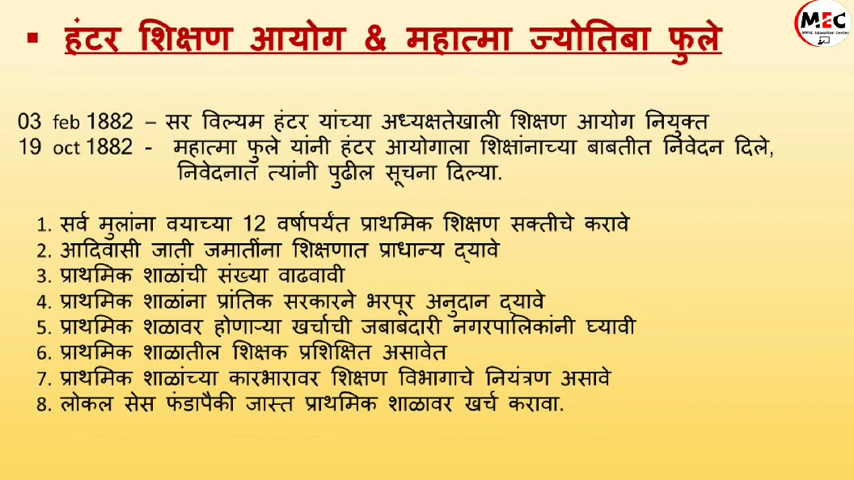 ▪ हंटर शिक्षण आयोग & महात्मा ज्योतिबा फुले
MEC
MPSC Education Center
03 feb 1882 – सर विल्यम हंटर यांच्या अध्यक्षतेखाली शिक्षण आयोग नियुक्त
19 oct 1882 - महात्मा फुले यांनी हंटर आयोगाला शिक्षांनाच्या बाबतीत निवेदन दिले,
निवेदनात त्यांनी पुढील सूचना दिल्या.
1. सर्व मुलांना वयाच्या 12 वर्षापर्यंत प्राथमिक शिक्षण सक्तीचे करावे
2. आदिवासी जाती जमातींना शिक्षणात प्राधान्य द्यावे
3. प्राथमिक शाळांची संख्या वाढवावी
4. प्राथमिक शाळांना प्रांतिक सरकारने भरपूर अनुदान द्यावे
5. प्राथमिक शळावर होणाऱ्या खर्चाची जबाबदारी नगरपालिकांनी घ्यावी
6. प्राथमिक शाळातील शिक्षक प्रशिक्षित असावेत
7. प्राथमिक शाळांच्या कारभारावर शिक्षण विभागाचे नियंत्रण असावे
8. लोकल सेस फंडापैकी जास्त प्राथमिक शाळावर खर्च करावा.